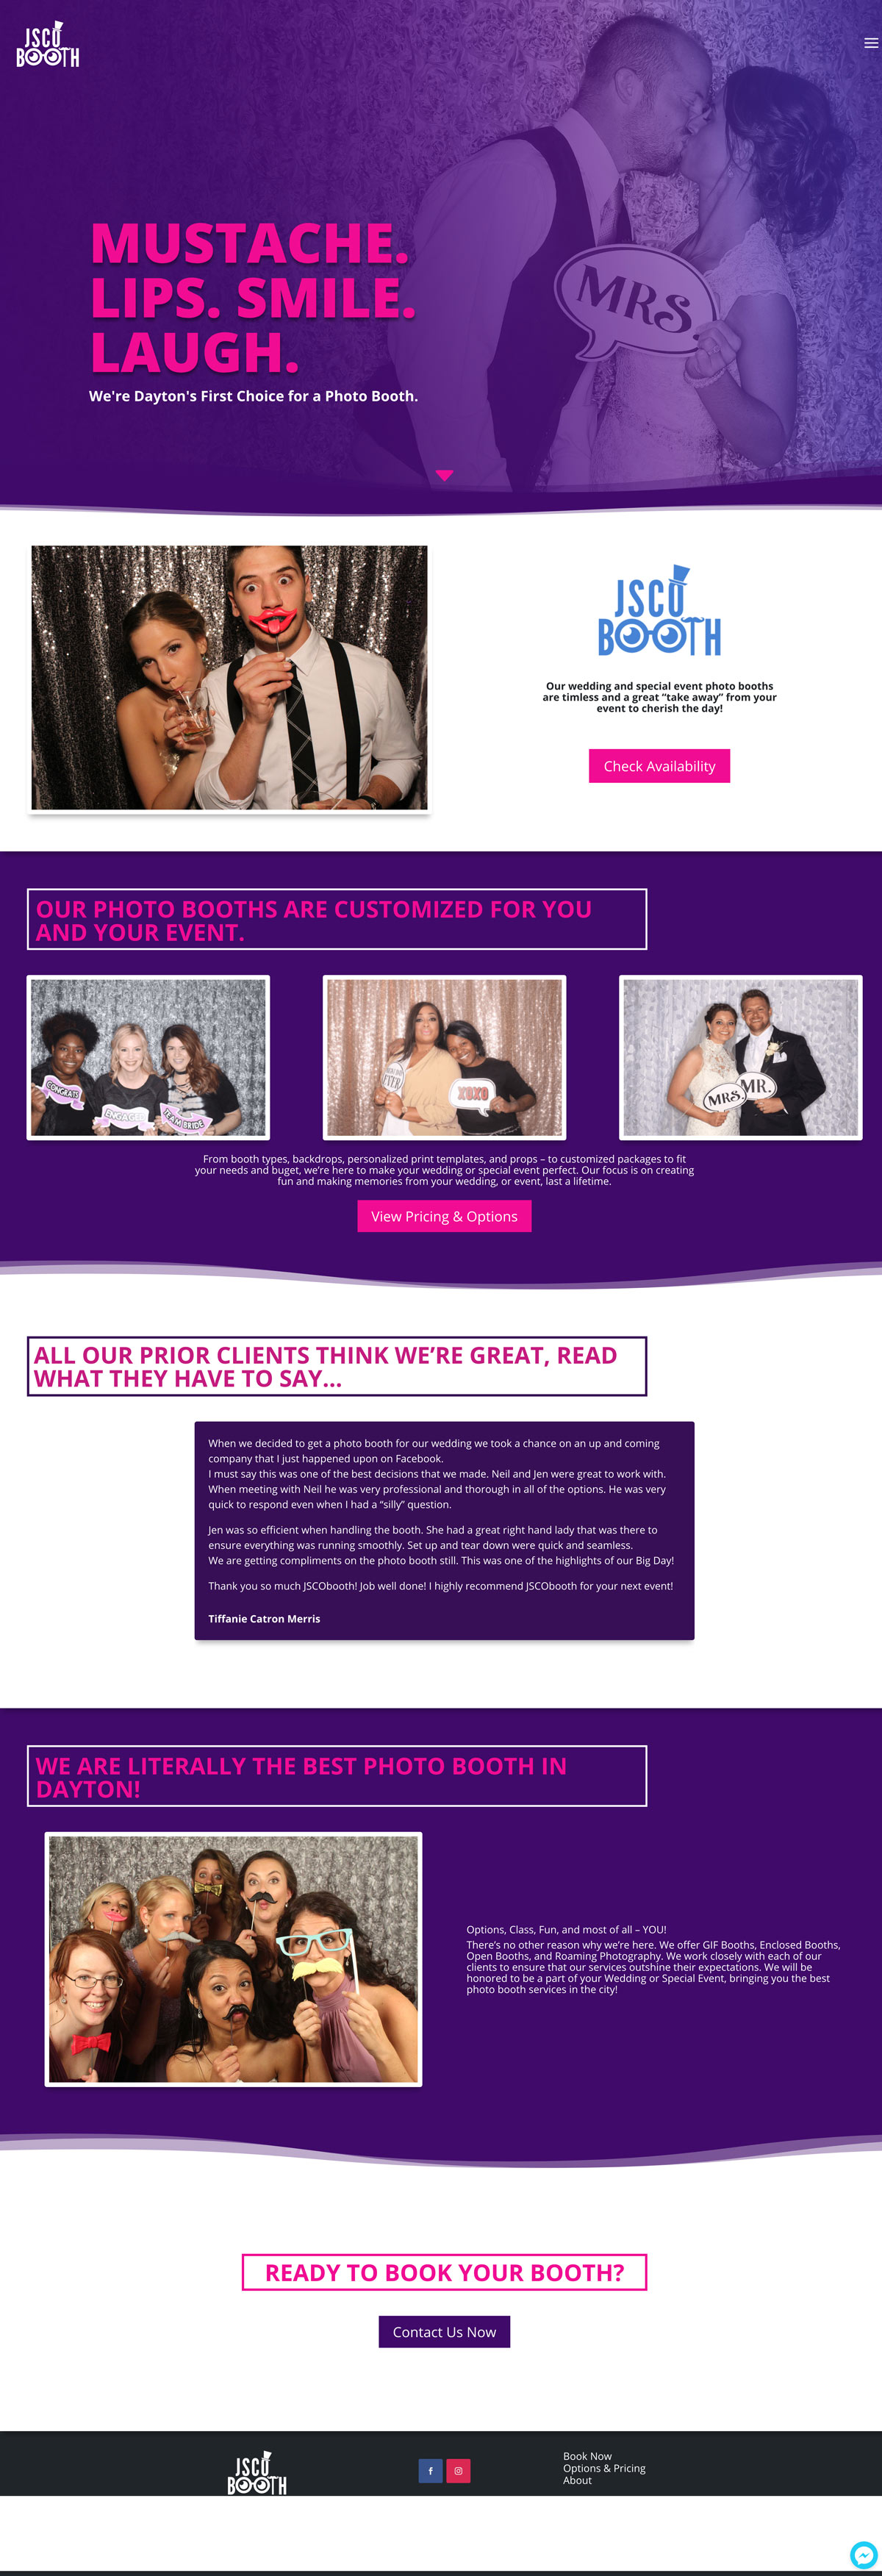 JSCO
BOOTH
MUSTACHE.
LIPS. SMILE.
LAUGH.
We're Dayton's First Choice for a Photo Booth.
MRS.
JSCO
BOOTH
Our wedding and special event photo booths
are timless and a great “take away” from your
event to cherish the day!
Check Availability
OUR PHOTO BOOTHS ARE CUSTOMIZED FOR YOU
AND YOUR EVENT.
CONGRATS
ENGAGED
TEAM BRIDE
XOXO
MRS.
MR.
From booth types, backdrops, personalized print templates, and props – to customized packages to fit
your needs and buget, we’re here to make your wedding or special event perfect. Our focus is on creating
fun and making memories from your wedding, or event, last a lifetime.
View Pricing & Options
ALL OUR PRIOR CLIENTS THINK WE’RE GREAT, READ
WHAT THEY HAVE TO SAY…
When we decided to get a photo booth for our wedding we took a chance on an up and coming
company that I just happened upon on Facebook.
I must say this was one of the best decisions that we made. Neil and Jen were great to work with.
When meeting with Neil he was very professional and thorough in all of the options. He was very
quick to respond even when I had a “silly” question.
Jen was so efficient when handling the booth. She had a great right hand lady that was there to
ensure everything was running smoothly. Set up and tear down were quick and seamless.
We are getting compliments on the photo booth still. This was one of the highlights of our Big Day!
Thank you so much JSCObooth! Job well done! I highly recommend JSCObooth for your next event!
Tiffanie Catron Merris
WE ARE LITERALLY THE BEST PHOTO BOOTH IN
DAYTON!
Options, Class, Fun, and most of all – YOU!
There’s no other reason why we’re here. We offer GIF Booths, Enclosed Booths,
Open Booths, and Roaming Photography. We work closely with each of our
clients to ensure that our services outshine their expectations. We will be
honored to be a part of your Wedding or Special Event, bringing you the best
photo booth services in the city!
READY TO BOOK YOUR BOOTH?
Contact Us Now
JSCO
BOOTH
Book Now
Options & Pricing
About